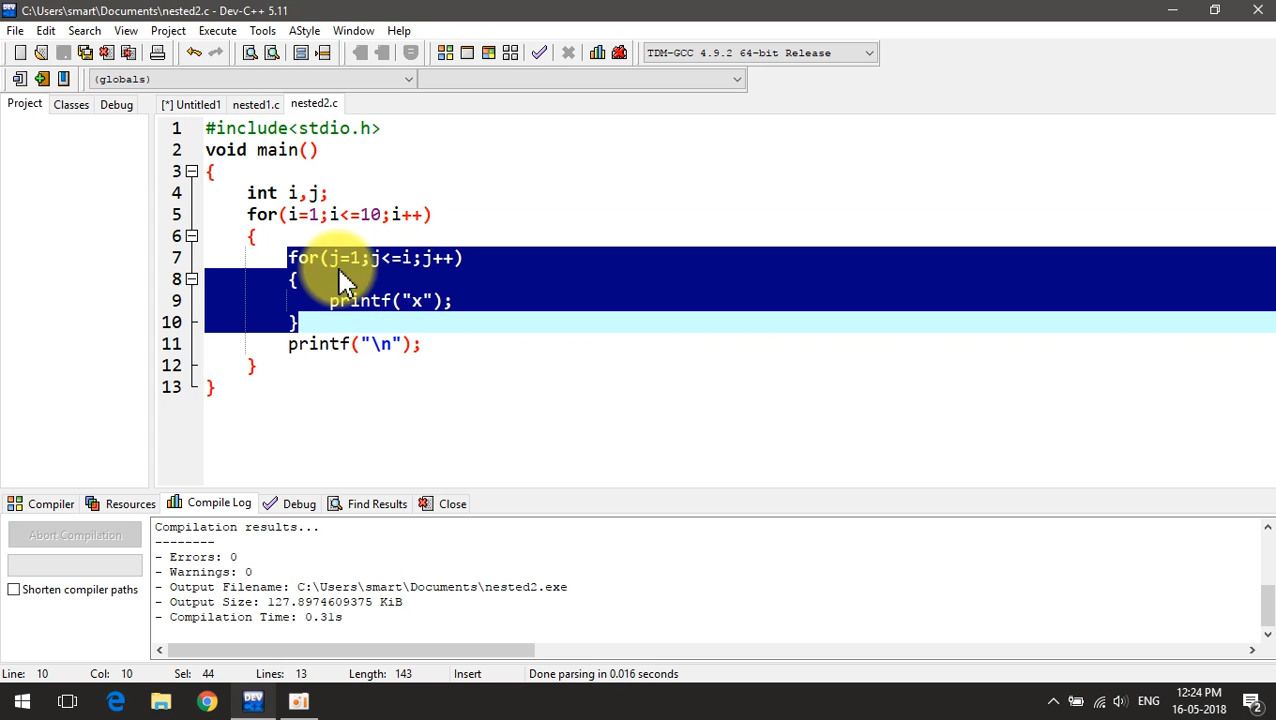 C:\Users\smart\Documents\nested2.c - Dev-C++ 5.11
File Edit Search View Project Execute Tools AStyle Window Help
TDM-GCC 4.9.2 64-bit Release
(globals)
Project Classes Debug [*] Untitled1 nested1.c nested2.c
1 #include<stdio.h>
2 void main()
3 {
4 int i,j;
5 for(i=1;i<=10;i++)
6 {
7 for(j=1;j<=i;j++)
8 {
9 printf("x");
10 }
11 printf("\n");
12 }
13 }
Compiler Resources Compile Log Debug Find Results Close
Abort Compilation
Shorten compiler paths
Compilation results...
--------
- Errors: 0
- Warnings: 0
- Output Filename: C:\Users\smart\Documents\nested2.exe
- Output Size: 127.8974609375 KiB
- Compilation Time: 0.31s
Line: 10 Col: 10 Sel: 44 Lines: 13 Length: 143 Insert Done parsing in 0.016 seconds
DEV
ENG
12:24 PM
16-05-2018
2